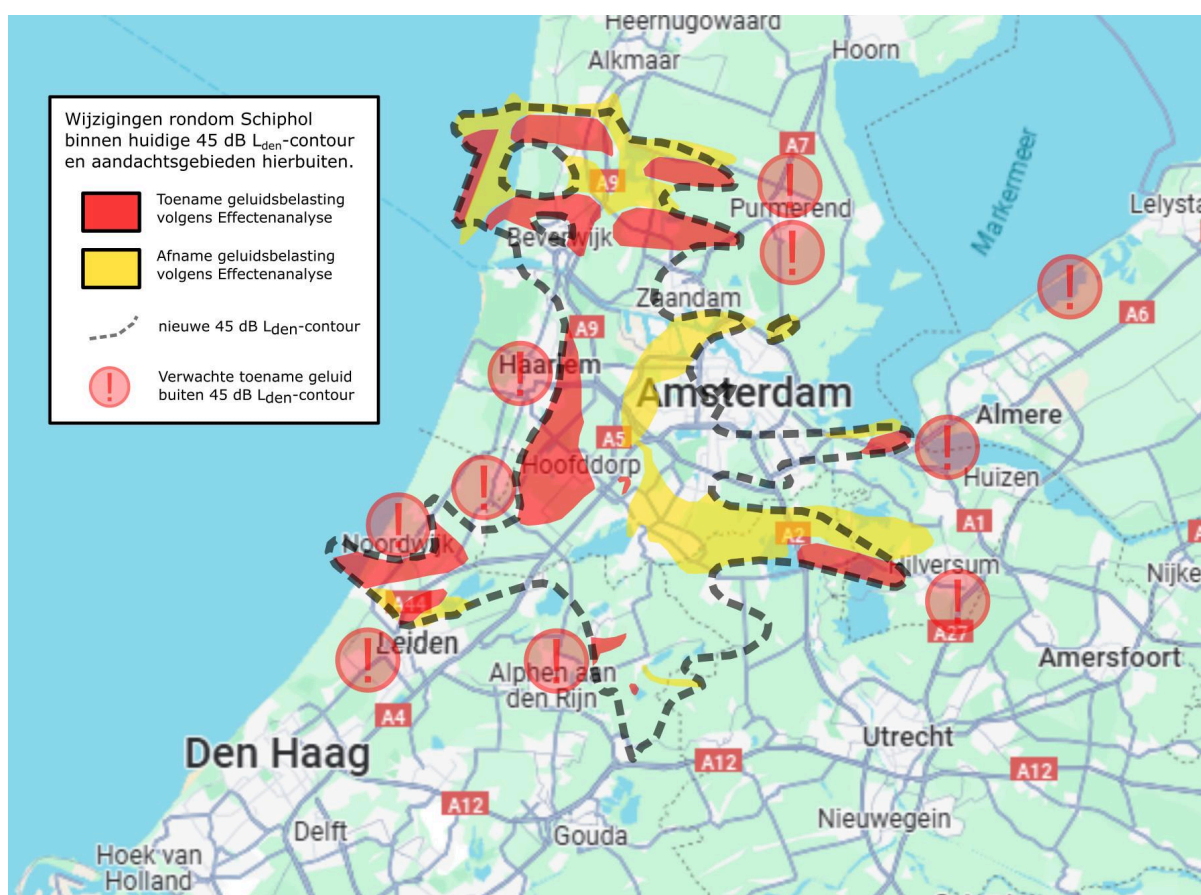 Wijzigingen rondom Schiphol
binnen huidige 45 dB Lden-contour
en aandachtsgebieden hierbuiten.
Toename geluidsbelasting
volgens Effectenanalyse
Afname geluidsbelasting
volgens Effectenanalyse
nieuwe 45 dB Lden-contour
!
Verwachte toename geluid
buiten 45 dB Lden-contour
Heerhugowaard
Hoorn
Alkmaar
A7
!
A9
Markermeer
Lelysta
Purmerend
Beverwijk
!
!
Zaandam
A6
A9
Haarlem
!
Amsterdam
Almere
A5
Hoofddorp
!
Huizen
!
A1
!
Noordwijk
A2
Hilversum
Nijke
A44
!
A27
Leiden
!
!
Alphen aan
den Rijn
Amersfoort
A4
Utrecht
Den Haag
A12
A12
A12
Nieuwegein
Delft
Gouda
Hoek van
Holland